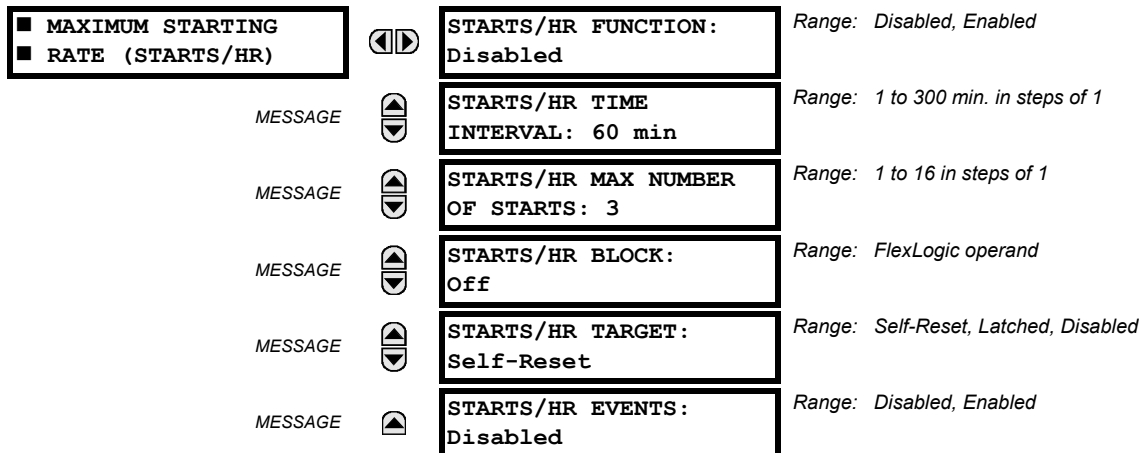 ■ MAXIMUM STARTING
■ RATE (STARTS/HR)
STARTS/HR FUNCTION:
Disabled
Range: Disabled, Enabled
MESSAGE
STARTS/HR TIME
INTERVAL: 60 min
Range: 1 to 300 min. in steps of 1
MESSAGE
STARTS/HR MAX NUMBER
OF STARTS: 3
Range: 1 to 16 in steps of 1
MESSAGE
STARTS/HR BLOCK:
Off
Range: FlexLogic operand
MESSAGE
STARTS/HR TARGET:
Self-Reset
Range: Self-Reset, Latched, Disabled
MESSAGE
STARTS/HR EVENTS:
Disabled
Range: Disabled, Enabled